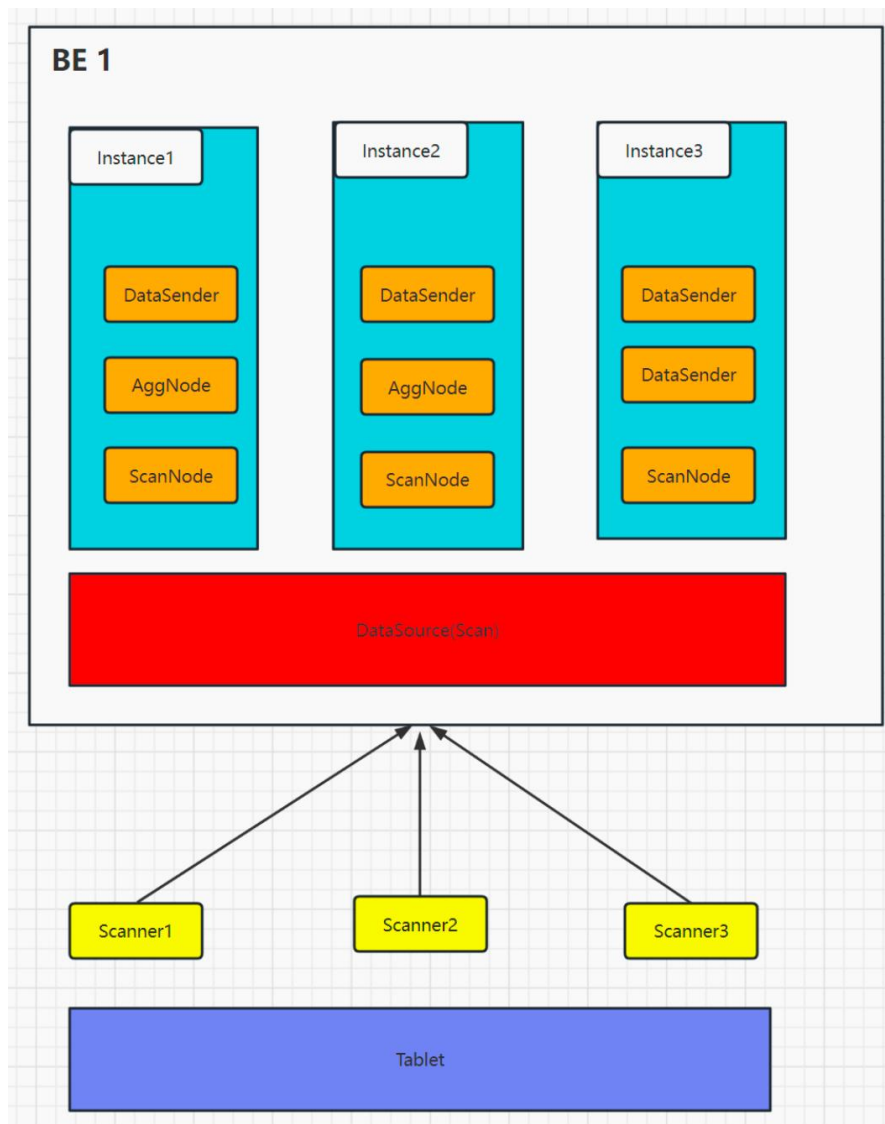 BE 1
Instance1
Instance2
Instance3
DataSender
DataSender
DataSender
AggNode
AggNode
DataSender
ScanNode
ScanNode
ScanNode
DataSource(Scan)
Scanner1
Scanner2
Scanner3
Tablet